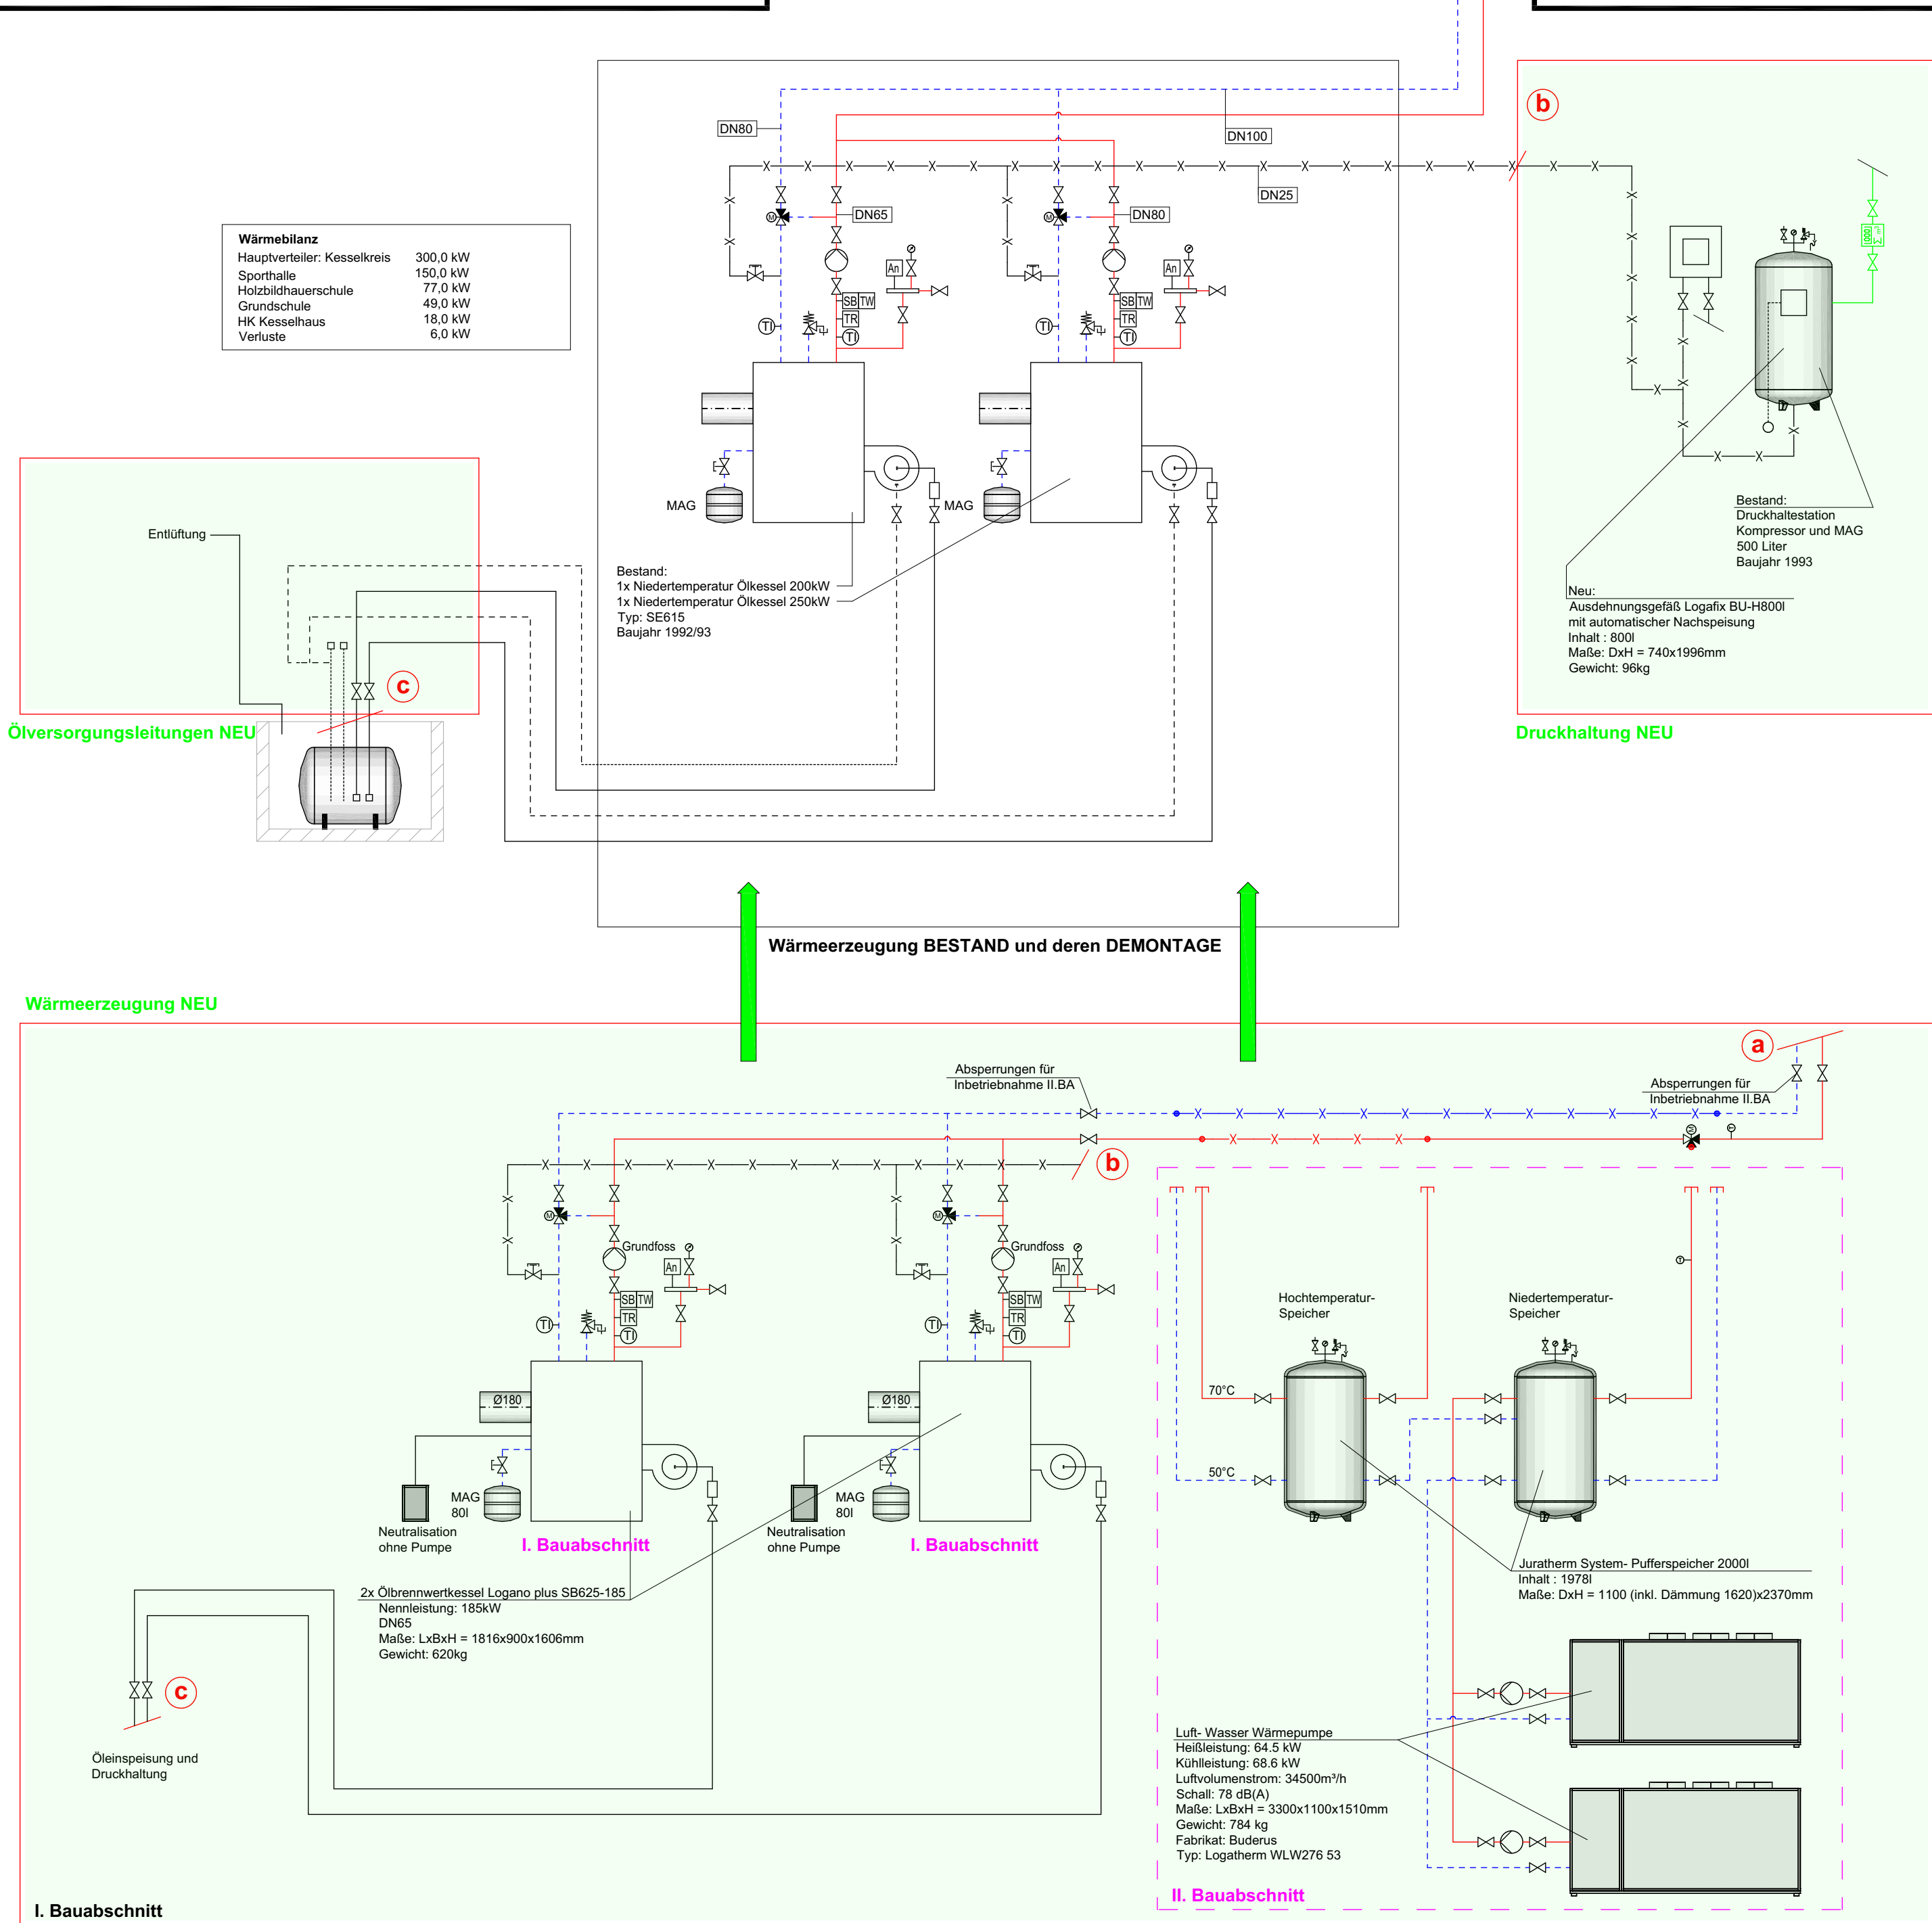 b
DN80
DN100
DN25
DN65
DN80
M
M
Wärmebilanz
Hauptverteiler: Kesselkreis 300,0 kW
Sporthalle 150,0 kW
Holzbildhauerschule 77,0 kW
Grundschule 49,0 kW
HK Kesselhaus 18,0 kW
Verluste 6,0 kW
An
An
SB TW
SB TW
TR
TR
TI
TI
TI
TI
MAG
MAG
Entlüftung
Bestand:
1x Niedertemperatur Ölkessel 200kW
1x Niedertemperatur Ölkessel 250kW
Typ: SE615
Baujahr 1992/93
Bestand:
Druckhaltestation
Kompressor und MAG
500 Liter
Baujahr 1993
Neu:
Ausdehnungsgefäß Logafix BU-H800l
mit automatischer Nachspeisung
Inhalt : 800l
Maße: DxH = 740x1996mm
Gewicht: 96kg
c
Ölversorgungsleitungen NEU
Druckhaltung NEU
Wärmeerzeugung BESTAND und deren DEMONTAGE
Wärmeerzeugung NEU
a
Absperrungen für
Inbetriebnahme II.BA
Absperrungen für
Inbetriebnahme II.BA
M
b
M
M
Grundfoss
Grundfoss
An
An
SB TW
SB TW
TR
TR
TI
TI
TI
TI
Hochtemperatur-
Speicher
Niedertemperatur-
Speicher
Ø180
Ø180
70°C
50°C
MAG
80l
MAG
80l
Neutralisation
ohne Pumpe
Neutralisation
ohne Pumpe
I. Bauabschnitt
I. Bauabschnitt
2x Ölbrennwertkessel Logano plus SB625-185
Nennleistung: 185kW
DN65
Maße: LxBxH = 1816x900x1606mm
Gewicht: 620kg
Juratherm System- Pufferspeicher 2000l
Inhalt : 1978l
Maße: DxH = 1100 (inkl. Dämmung 1620)x2370mm
c
Öleinspeisung und
Druckhaltung
Luft- Wasser Wärmepumpe
Heißleistung: 64.5 kW
Kühlleistung: 68.6 kW
Luftvolumenstrom: 34500m³/h
Schall: 78 dB(A)
Maße: LxBxH = 3300x1100x1510mm
Gewicht: 784 kg
Fabrikat: Buderus
Typ: Logatherm WLW276 53
II. Bauabschnitt
I. Bauabschnitt